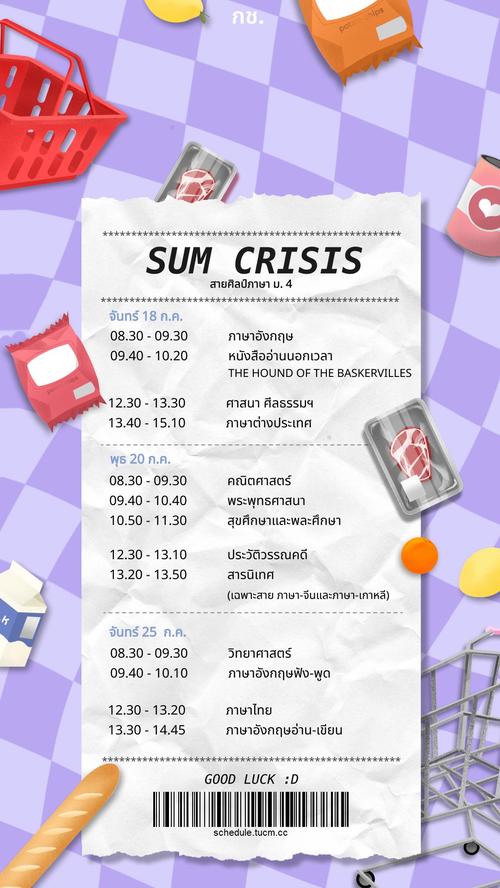 กช.
potato chips
********************************************
SUM CRISIS
สายศิลป์ภาษา ม. 4
********************************************
จันทร์ 18 ก.ค.
08.30 - 09.30 ภาษาอังกฤษ
09.40 - 10.20 หนังสืออ่านนอกเวลา
THE HOUND OF THE BASKERVILLES
12.30 - 13.30 ศาสนา ศีลธรรมฯ
13.40 - 15.10 ภาษาต่างประเทศ
พุธ 20 ก.ค.
08.30 - 09.30 คณิตศาสตร์
09.40 - 10.40 พระพุทธศาสนา
10.50 - 11.30 สุขศึกษาและพละศึกษา
12.30 - 13.10 ประวัติวรรณคดี
13.20 - 13.50 สารนิเทศ
(เฉพาะสาย ภาษา-จีนและภาษา-เกาหลี)
จันทร์ 25 ก.ค.
08.30 - 09.30 วิทยาศาสตร์
09.40 - 10.10 ภาษาอังกฤษฟัง-พูด
12.30 - 13.20 ภาษาไทย
13.30 - 14.45 ภาษาอังกฤษอ่าน-เขียน
********************************************
GOOD LUCK :D
schedule.tucm.cc